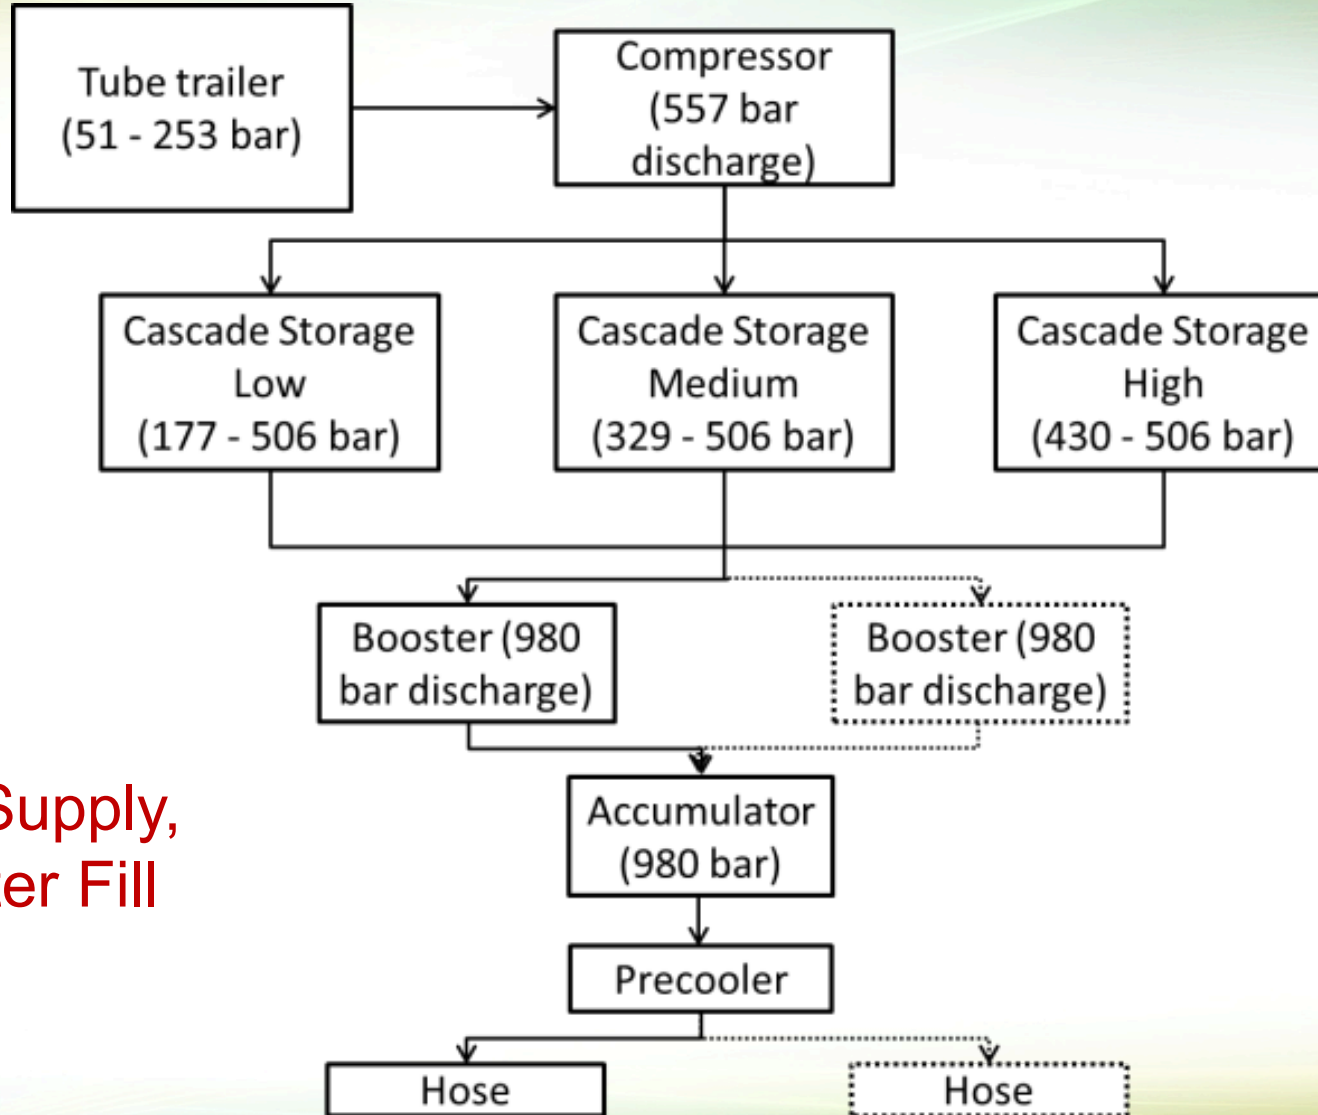 Tube trailer
(51 - 253 bar)
Compressor
(557 bar
discharge)
Cascade Storage
Low
(177 - 506 bar)
Cascade Storage
Medium
(329 - 506 bar)
Cascade Storage
High
(430 - 506 bar)
Booster (980
bar discharge)
Booster (980
bar discharge)
Supply,
Fill
Accumulator
(980 bar)
Precooler
Hose
Hose